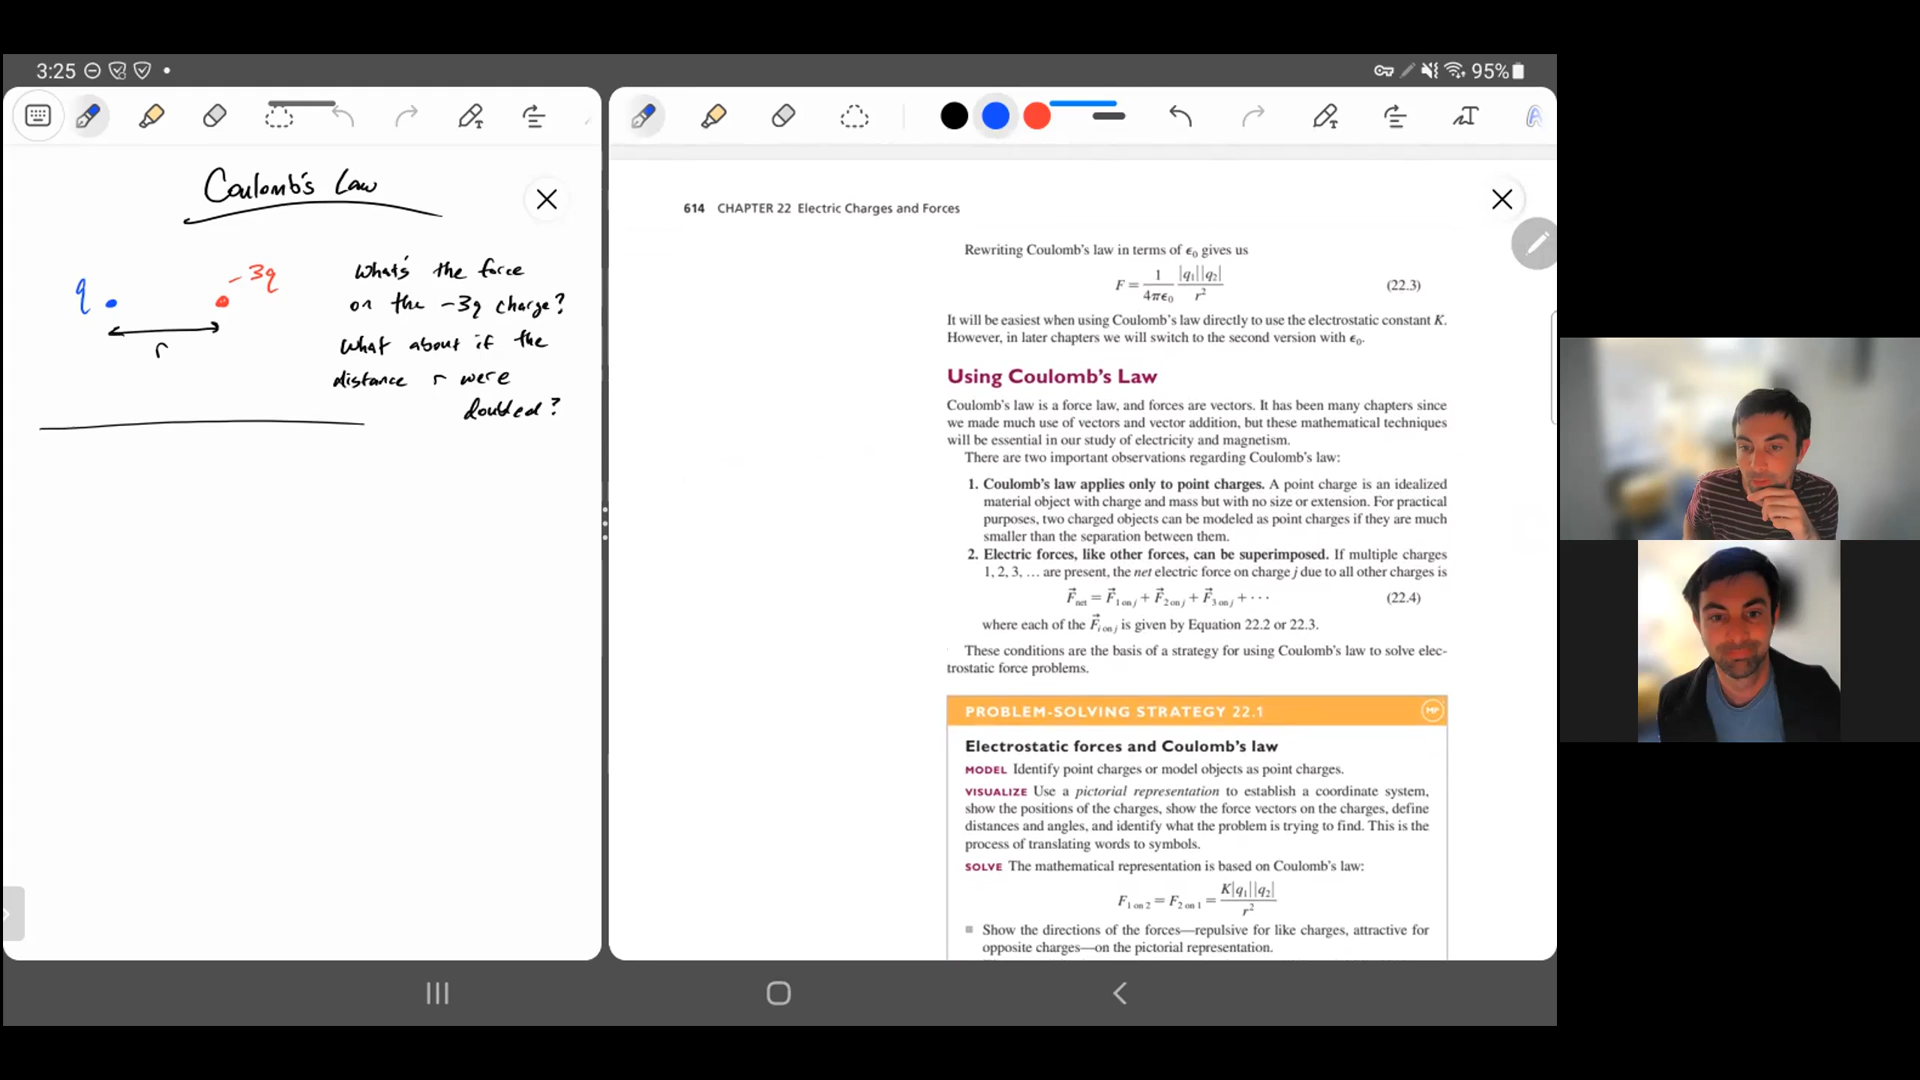 3:25
95%
Coulomb's Law
q
-3q
r
What's the force
on the -3q charge?
What about if the
distance r were
doubled?
614 CHAPTER 22 Electric Charges and Forces
Rewriting Coulomb's law in terms of ϵ₀ gives us
F = 1/4πϵ₀ |q₁||q₂|/r² (22.3)
It will be easiest when using Coulomb's law directly to use the electrostatic constant K.
However, in later chapters we will switch to the second version with ϵ₀.
Using Coulomb's Law
Coulomb's law is a force law, and forces are vectors. It has been many chapters since
we made much use of vectors and vector addition, but these mathematical techniques
will be essential in our study of electricity and magnetism.
There are two important observations regarding Coulomb's law:
1. Coulomb's law applies only to point charges. A point charge is an idealized
material object with charge and mass but with no size or extension. For practical
purposes, two charged objects can be modeled as point charges if they are much
smaller than the separation between them.
2. Electric forces, like other forces, can be superimposed. If multiple charges
1, 2, 3, … are present, the net electric force on charge j due to all other charges is
F⃗net = F⃗1 on j + F⃗2 on j + F⃗3 on j + · · · (22.4)
where each of the F⃗i on j is given by Equation 22.2 or 22.3.
These conditions are the basis of a strategy for using Coulomb's law to solve elec-
trostatic force problems.
PROBLEM-SOLVING STRATEGY 22.1 MP
Electrostatic forces and Coulomb's law
MODEL Identify point charges or model objects as point charges.
VISUALIZE Use a pictorial representation to establish a coordinate system,
show the positions of the charges, show the force vectors on the charges, define
distances and angles, and identify what the problem is trying to find. This is the
process of translating words to symbols.
SOLVE The mathematical representation is based on Coulomb's law:
F1 on 2 = F2 on 1 = K|q₁||q₂|/r²
Show the directions of the forces—repulsive for like charges, attractive for
opposite charges—on the pictorial representation.